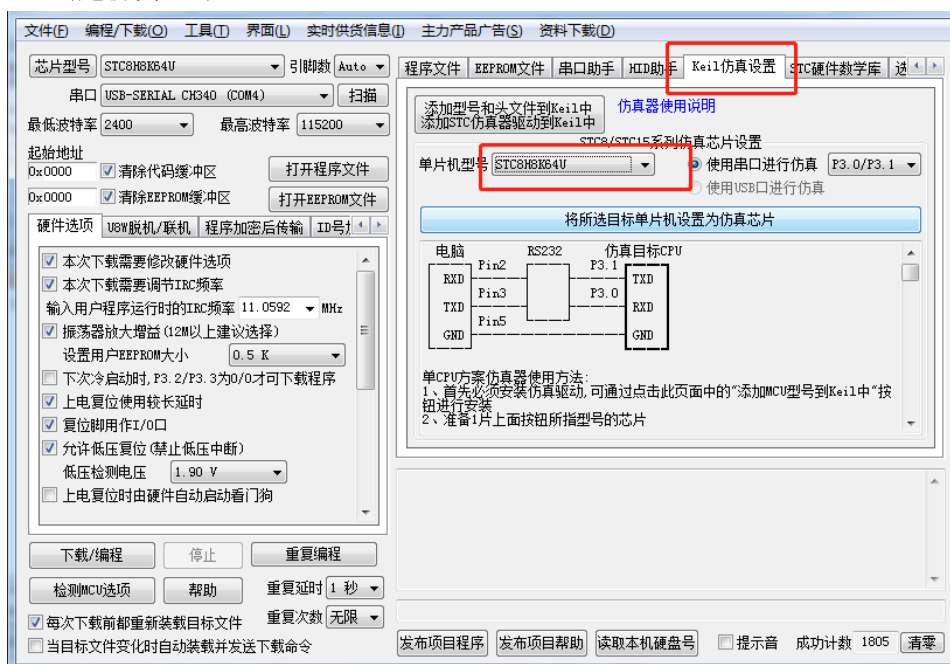 文件(F) 编程/下载(O) 工具(T) 界面(L) 实时供货信息(I) 主力产品广告(S) 资料下载(D)
芯片型号 STC8H8K64U 引脚数 Auto
串口 USB-SERIAL CH340 (COM4) 扫描
最低波特率 2400 最高波特率 115200
起始地址
0x0000 清除代码缓冲区 打开程序文件
0x0000 清除EEPROM缓冲区 打开EEPROM文件
硬件选项 U8W脱机/联机 程序加密后传输 ID号
本次下载需要修改硬件选项
本次下载需要调节IRC频率
输入用户程序运行时的IRC频率 11.0592 MHz
振荡器放大增益(12M以上建议选择)
设置用户EEPROM大小 0.5 K
下次冷启动时,P3.2/P3.3为0/0才可下载程序
上电复位使用较长延时
复位脚用作I/O口
允许低压复位(禁止低压中断)
低压检测电压 1.90 V
上电复位时由硬件自动启动看门狗
下载/编程 停止 重复编程
检测MCU选项 帮助 重复延时 1 秒
每次下载前都重新装载目标文件 重复次数 无限
当目标文件变化时自动装载并发送下载命令
程序文件 EEPROM文件 串口助手 HID助手 Keil仿真设置 STC硬件数学库 选
添加型号和头文件到Keil中
添加STC仿真器驱动到Keil中
仿真器使用说明
STC8/STC15系列仿真芯片设置
单片机型号 STC8H8K64U 使用串口进行仿真 P3.0/P3.1
使用USB口进行仿真
将所选目标单片机设置为仿真芯片
电脑 RS232 仿真目标CPU
Pin2 P3.1
RXD TXD
Pin3 P3.0
TXD RXD
Pin5
GND GND
单CPU方案仿真器使用方法:
1、首先必须安装仿真驱动,可通过点击此页面中的"添加MCU型号到Keil中"按
钮进行安装
2、准备1片上面按钮所指型号的芯片
发布项目程序 发布项目帮助 读取本机硬盘号 提示音 成功计数 1805 清零